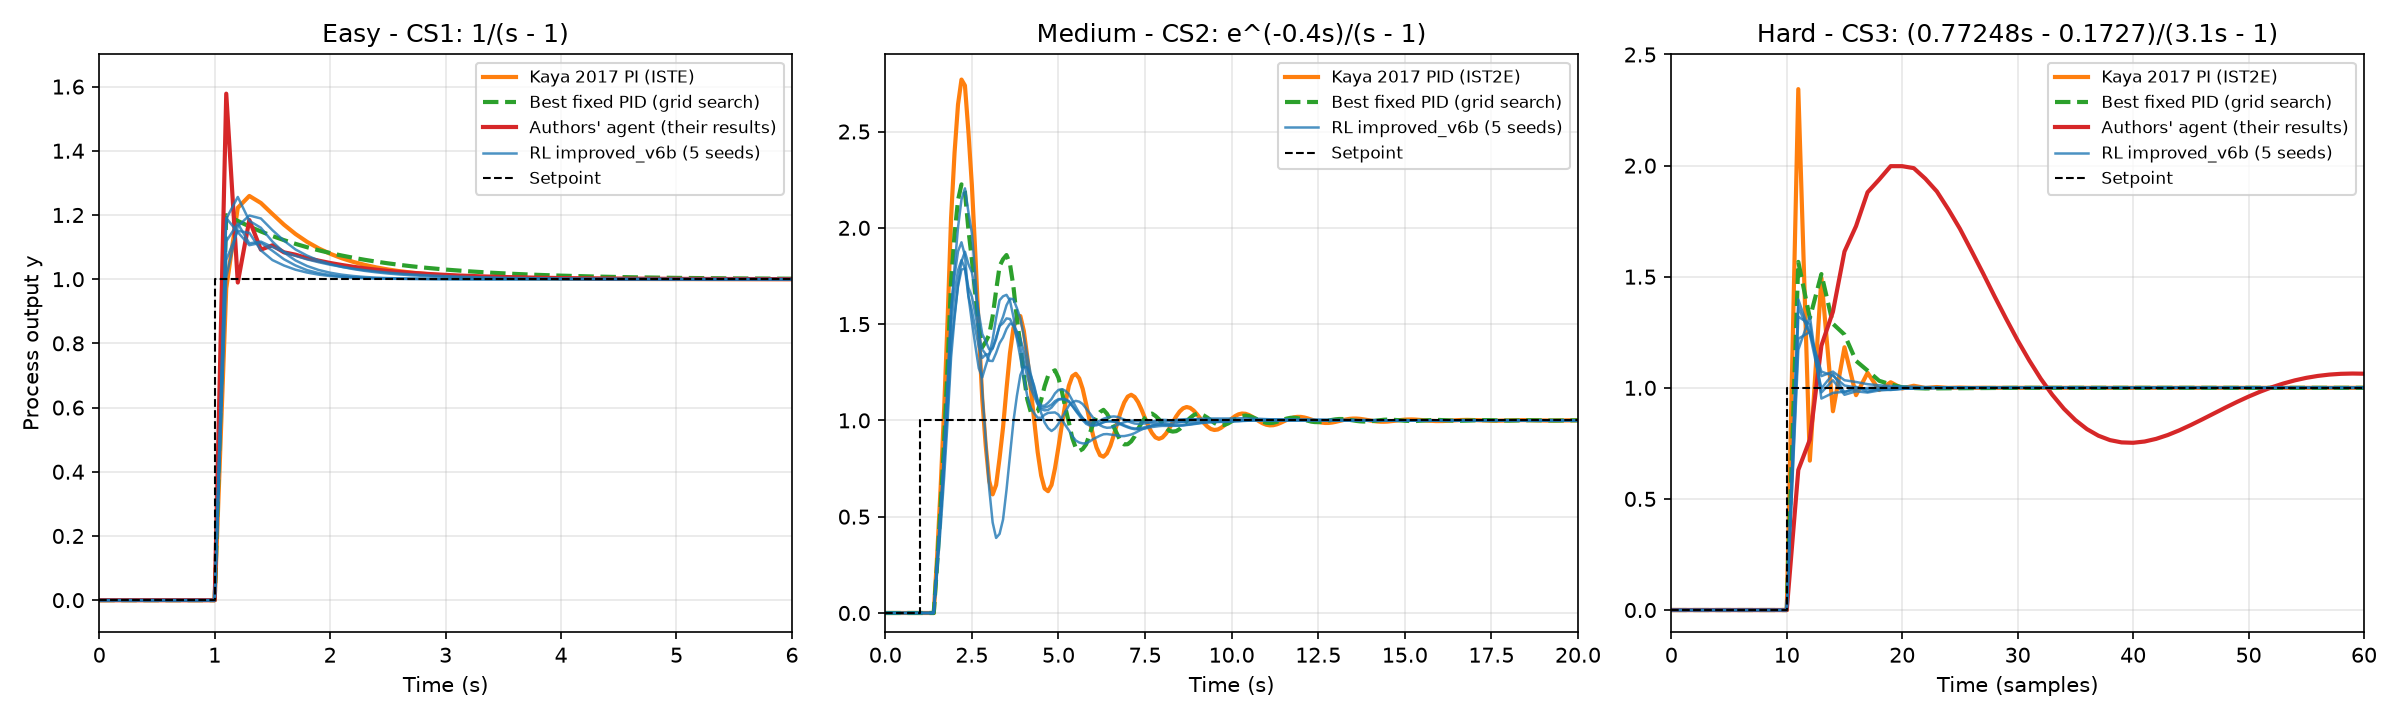 Easy - CS1: 1/(s - 1)
Kaya 2017 PI (ISTE)
Best fixed PID (grid search)
Authors' agent (their results)
RL improved_v6b (5 seeds)
Setpoint
Process output y
1.6
1.4
1.2
1.0
0.8
0.6
0.4
0.2
0.0
0 1 2 3 4 5 6
Time (s)
Medium - CS2: e^(-0.4s)/(s - 1)
Kaya 2017 PID (IST2E)
Best fixed PID (grid search)
RL improved_v6b (5 seeds)
Setpoint
2.5
2.0
1.5
1.0
0.5
0.0
0.0 2.5 5.0 7.5 10.0 12.5 15.0 17.5 20.0
Time (s)
Hard - CS3: (0.77248s - 0.1727)/(3.1s - 1)
Kaya 2017 PI (IST2E)
Best fixed PID (grid search)
Authors' agent (their results)
RL improved_v6b (5 seeds)
Setpoint
2.5
2.0
1.5
1.0
0.5
0.0
0 10 20 30 40 50 60
Time (samples)